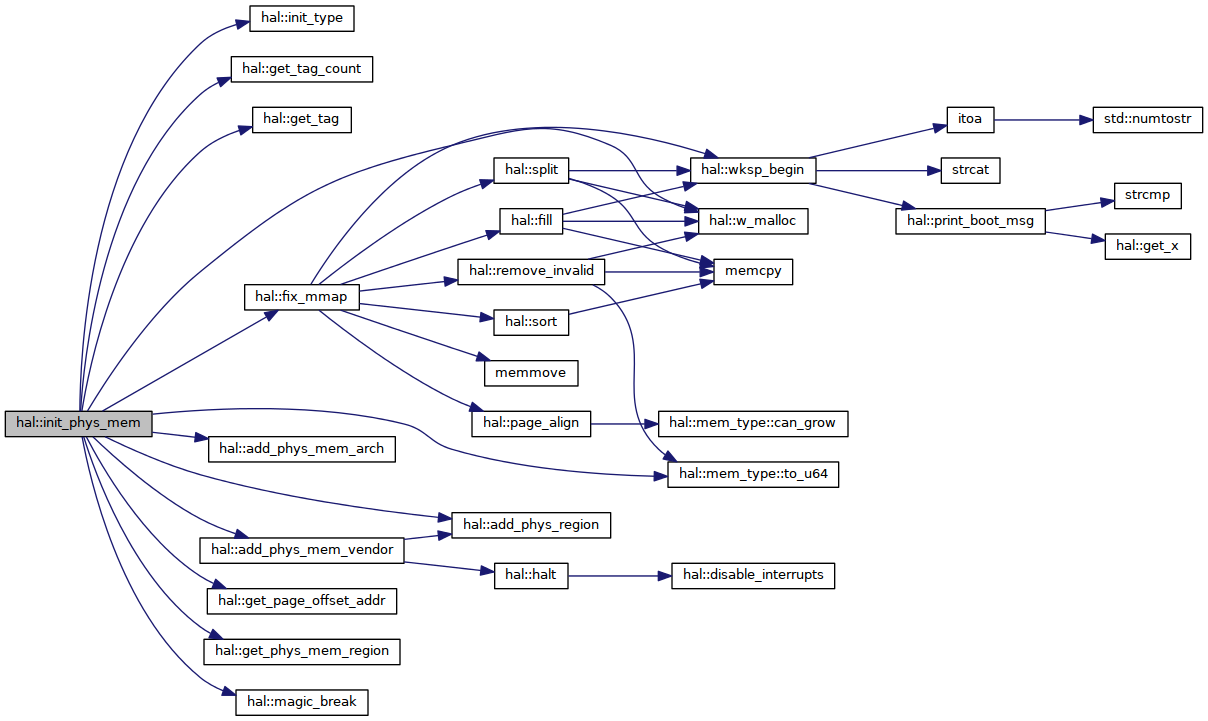 hal::init_type
hal::get_tag_count
hal::get_tag
itoa
std::numtostr
hal::split
hal::wksp_begin
strcat
strcmp
hal::fill
hal::w_malloc
hal::print_boot_msg
hal::get_x
hal::remove_invalid
memcpy
hal::fix_mmap
hal::sort
memmove
hal::init_phys_mem
hal::page_align
hal::mem_type::can_grow
hal::add_phys_mem_arch
hal::mem_type::to_u64
hal::add_phys_region
hal::add_phys_mem_vendor
hal::halt
hal::disable_interrupts
hal::get_page_offset_addr
hal::get_phys_mem_region
hal::magic_break